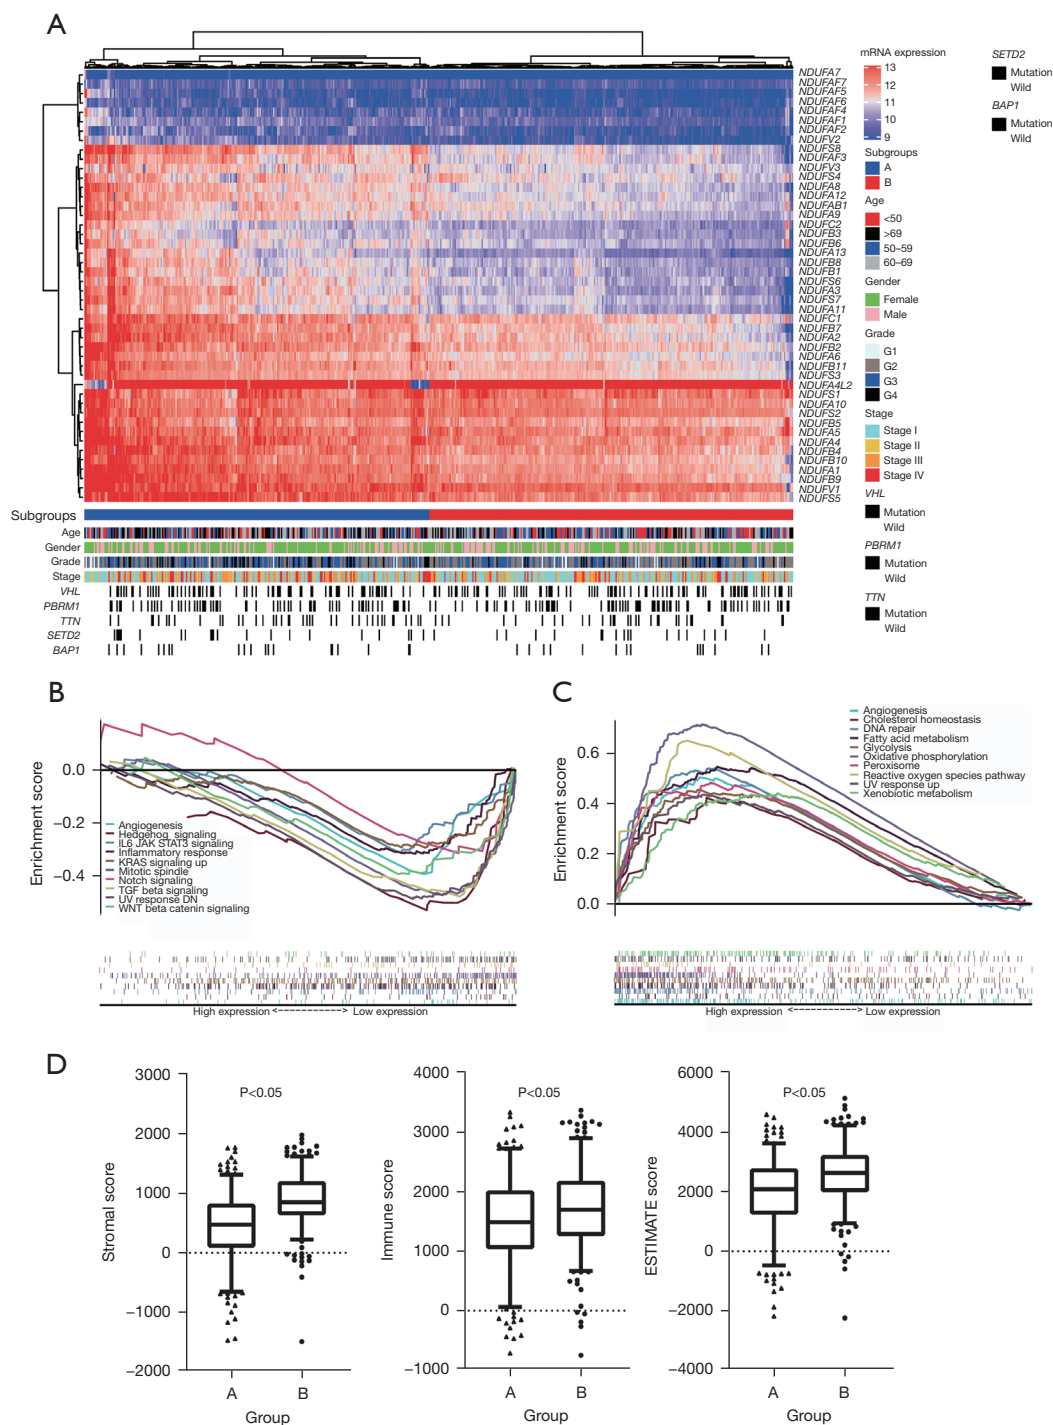 A
mRNA expression
13
12
11
10
9
Subgroups
A
B
Age
<50
>69
50–59
60–69
Gender
Female
Male
Grade
G1
G2
G3
G4
Stage
Stage I
Stage II
Stage III
Stage IV
VHL
Mutation
Wild
PBRM1
Mutation
Wild
TTN
Mutation
Wild
SETD2
Mutation
Wild
BAP1
Mutation
Wild
NDUFA7
NDUFAF7
NDUFAF5
NDUFAF6
NDUFAF4
NDUFAF1
NDUFAF2
NDUFV2
NDUFS8
NDUFAF3
NDUFV3
NDUFS4
NDUFA8
NDUFA12
NDUFAB1
NDUFA9
NDUFC2
NDUFB3
NDUFB6
NDUFA13
NDUFB8
NDUFB1
NDUFS6
NDUFA3
NDUFS7
NDUFA11
NDUFC1
NDUFB7
NDUFA2
NDUFB2
NDUFA6
NDUFB11
NDUFS3
NDUFA4L2
NDUFS1
NDUFA10
NDUFS2
NDUFB5
NDUFA5
NDUFA4
NDUFB4
NDUFB10
NDUFA1
NDUFB9
NDUFV1
NDUFS5
Subgroups
Age
Gender
Grade
Stage
VHL
PBRM1
TTN
SETD2
BAP1
B
Enrichment score
0.0
−0.2
−0.4
Angiogenesis
Hedgehog signaling
IL6 JAK STAT3 signaling
Inflammatory response
KRAS signaling up
Mitotic spindle
Notch signaling
TGF beta signaling
UV response DN
WNT beta catenin signaling
High expression <------------> Low expression
C
Enrichment score
0.6
0.4
0.2
0.0
Angiogenesis
Cholesterol homeostasis
DNA repair
Fatty acid metabolism
Glycolysis
Oxidative phosphorylation
Peroxisome
Reactive oxygen species pathway
UV response up
Xenobiotic metabolism
High expression <------------> Low expression
D
Stromal score
3000
2000
1000
0
−1000
−2000
P<0.05
A B
Group
Immune score
4000
3000
2000
1000
0
−1000
P<0.05
A B
Group
ESTIMATE score
6000
4000
2000
0
−2000
−4000
P<0.05
A B
Group